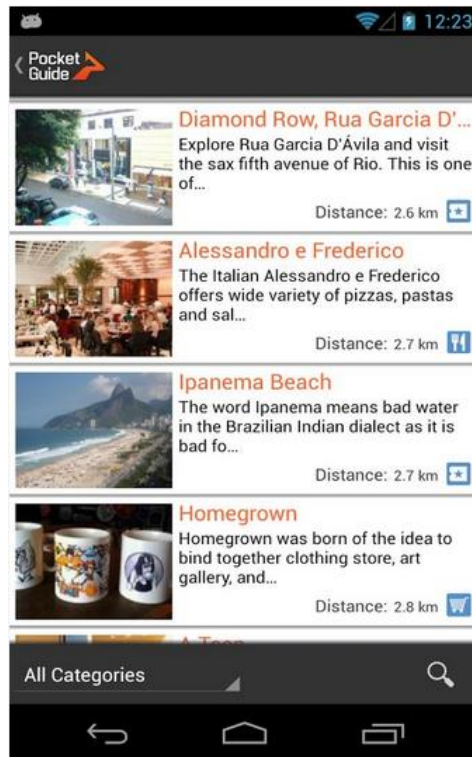 12:23
Pocket
Guide
Diamond Row, Rua Garcia D'...
Explore Rua Garcia D'Ávila and visit
the sax fifth avenue of Rio. This is one
of...
Distance: 2.6 km
Alessandro e Frederico
The Italian Alessandro e Frederico
offers wide variety of pizzas, pastas
and sal...
Distance: 2.7 km
Ipanema Beach
The word Ipanema means bad water
in the Brazilian Indian dialect as it is
bad fo...
Distance: 2.7 km
Homegrown
Homegrown was born of the idea to
bind together clothing store, art
gallery, and...
Distance: 2.8 km
All Categories